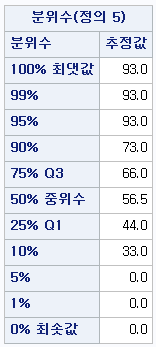 분위수(정의 5)
분위수 추정값
100% 최댓값 93.0
99% 93.0
95% 93.0
90% 73.0
75% Q3 66.0
50% 중위수 56.5
25% Q1 44.0
10% 33.0
5% 0.0
1% 0.0
0% 최솟값 0.0